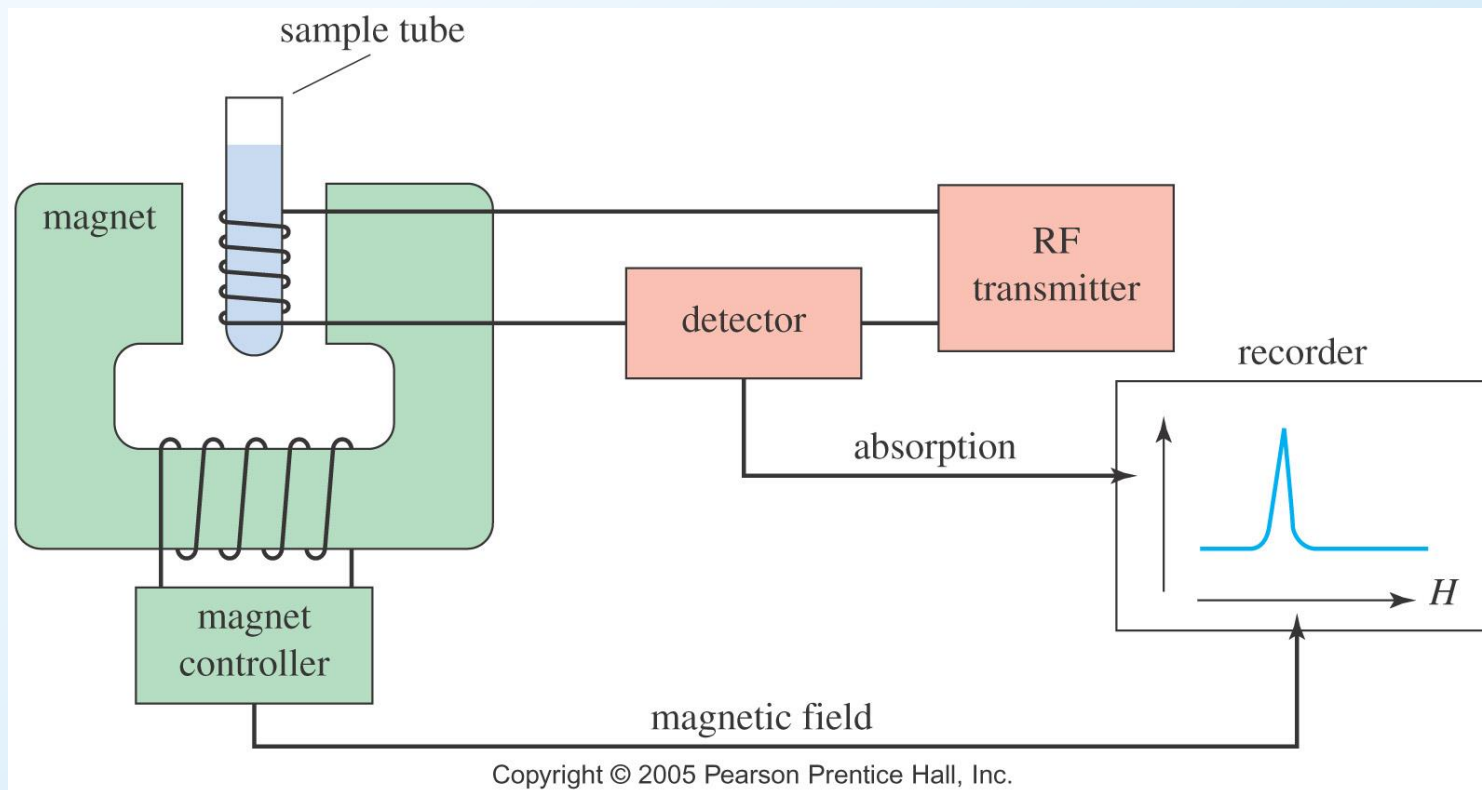 sample tube
magnet
RF
transmitter
detector
recorder
absorption
H
magnet
controller
magnetic field
Copyright © 2005 Pearson Prentice Hall, Inc.